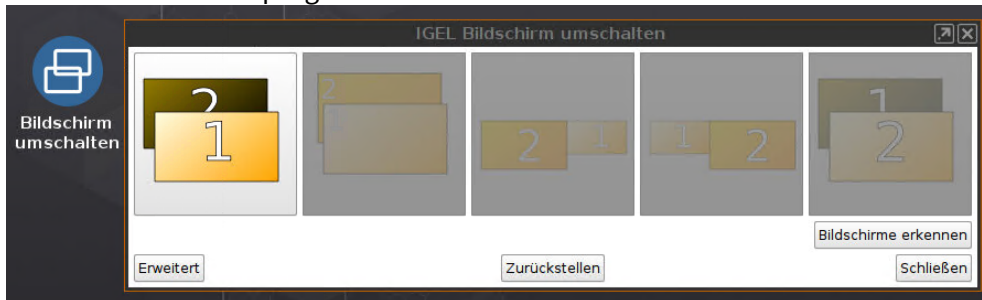 IGEL Bildschirm umschalten
Bildschirm
umschalten
2
1
2
2
1
1
2
1
2
Bildschirme erkennen
Erweitert
Zurückstellen
Schließen